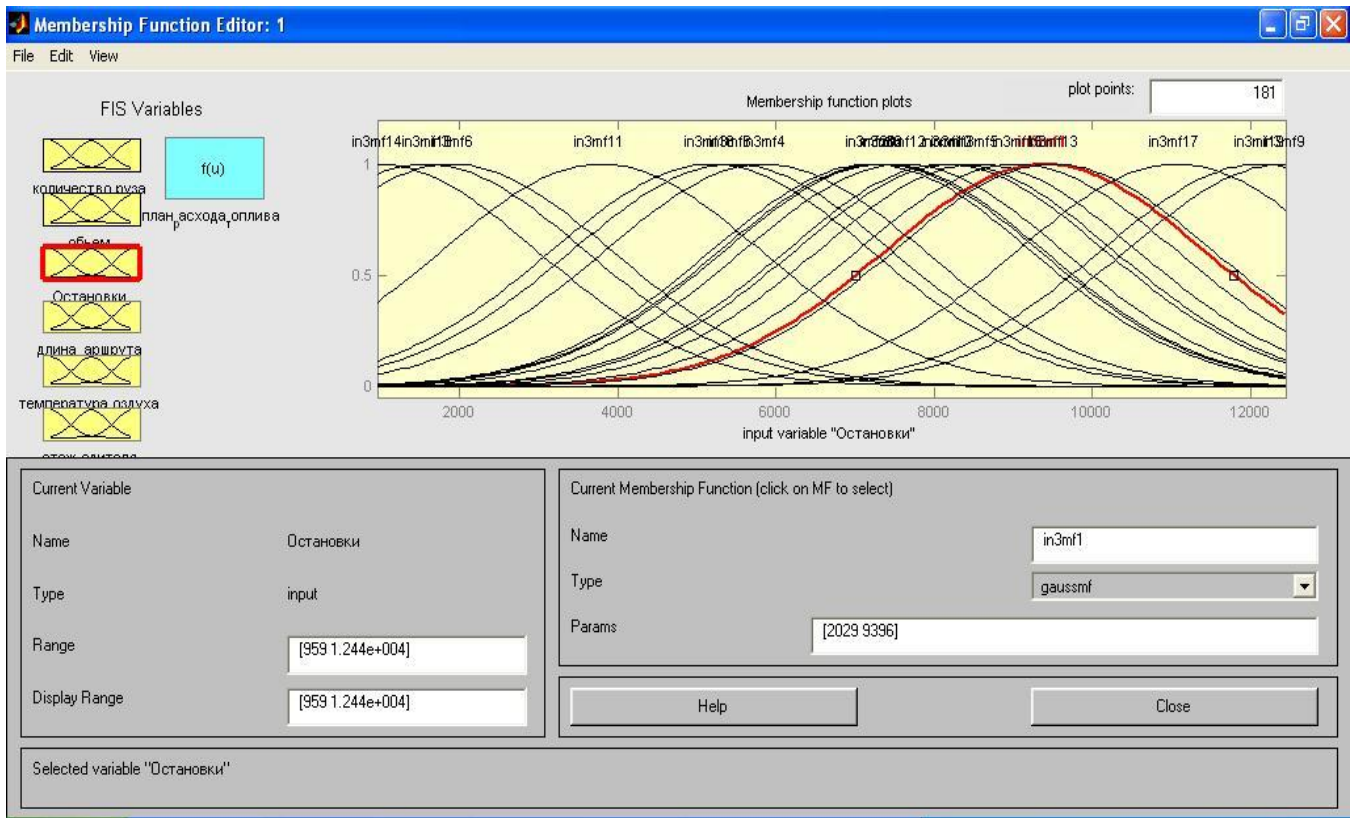 Membership Function Editor: 1
File Edit View
FIS Variables
Membership function plots
plot points:
181
f(u)
план_расхода_топлива
объем
Остановки
in3mf11
in3mf4
in3mf17
1
0.5
0
2000 4000 6000 8000 10000 12000
input variable "Остановки"
Current Variable
Name Остановки
Type input
Range [959 1.244e+004]
Display Range [959 1.244e+004]
Current Membership Function (click on MF to select)
Name in3mf1
Type gaussmf
Params [2029 9396]
Help Close
Selected variable "Остановки"